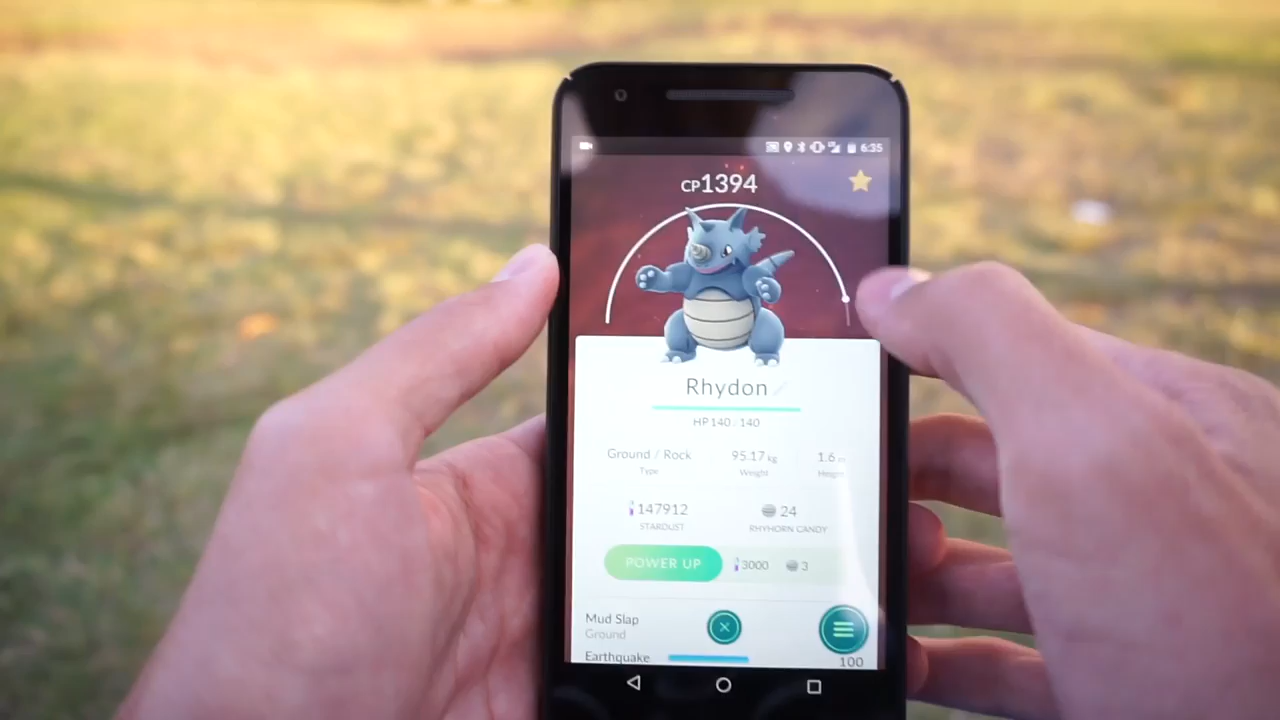 6:35
CP1394
Rhydon
HP 140 / 140
Ground / Rock 95.17 kg 1.6 m
Type Weight Height
147912 24
STARDUST RHYHORN CANDY
POWER UP 3000 3
Mud Slap
Ground
Earthquake 100